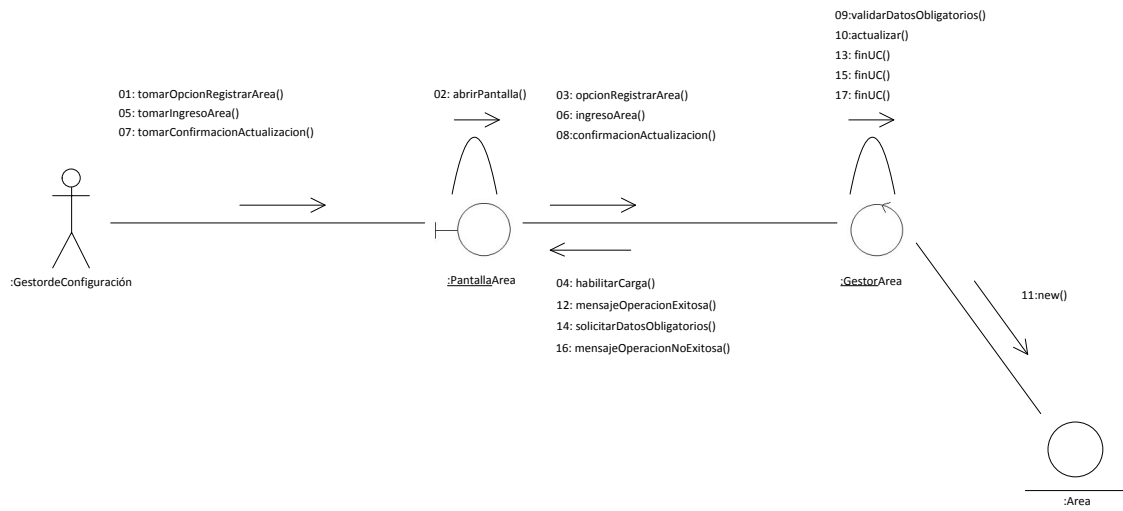 09:validarDatosObligatorios()
10:actualizar()
13: finUC()
15: finUC()
17: finUC()
01: tomarOpcionRegistrarArea()
05: tomarIngresoArea()
07: tomarConfirmacionActualizacion()
02: abrirPantalla()
03: opcionRegistrarArea()
06: ingresoArea()
08:confirmacionActualizacion()
:GestordeConfiguración
:PantallaArea
:GestorArea
04: habilitarCarga()
12: mensajeOperacionExitosa()
14: solicitarDatosObligatorios()
16: mensajeOperacionNoExitosa()
11:new()
:Area